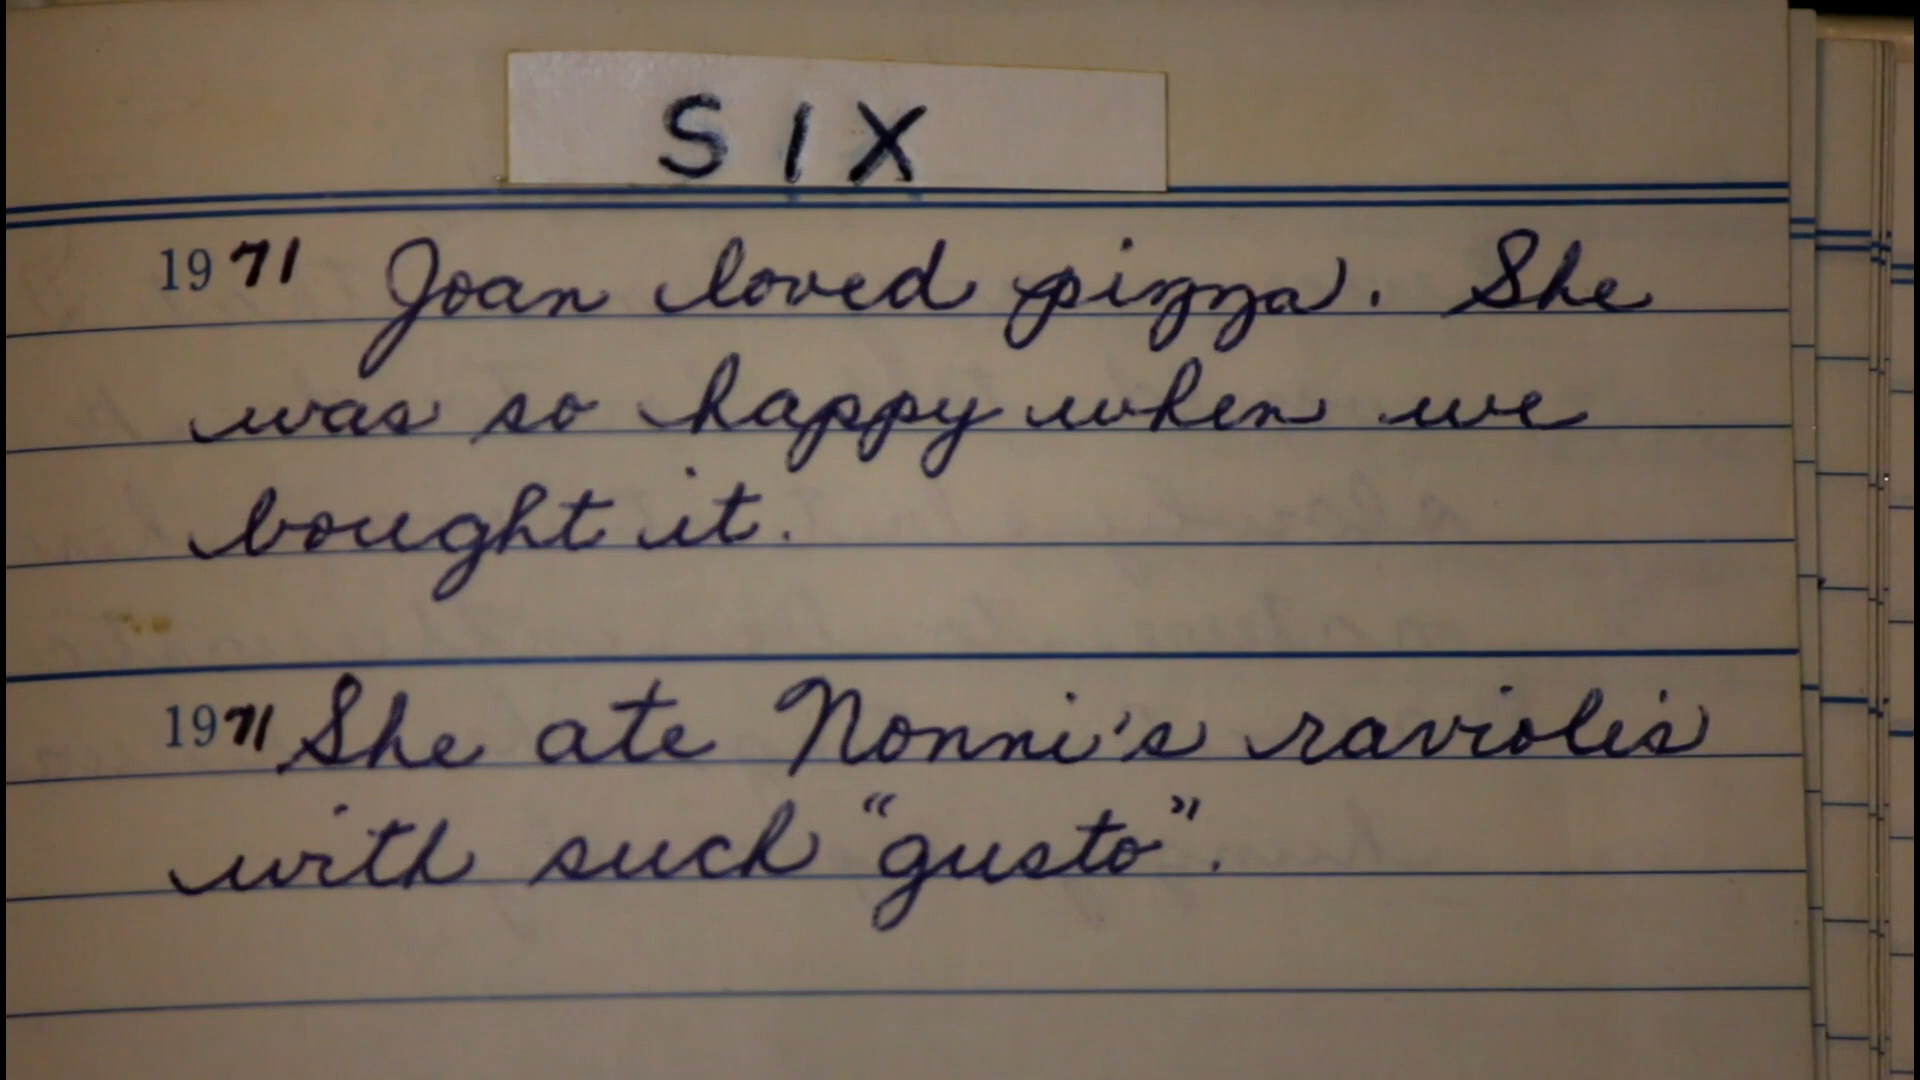 SIX
1971 Joan loved pizza. She
was so happy when we
bought it.
1971 She ate Nonni's raviolis
with such "gusto".